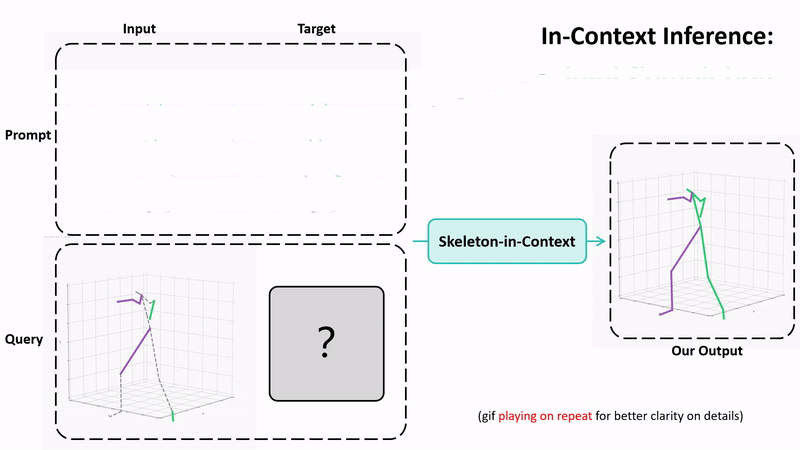 Input
Target
In-Context Inference:
Prompt
Skeleton-in-Context
Query
?
Our Output
(gif playing on repeat for better clarity on details)